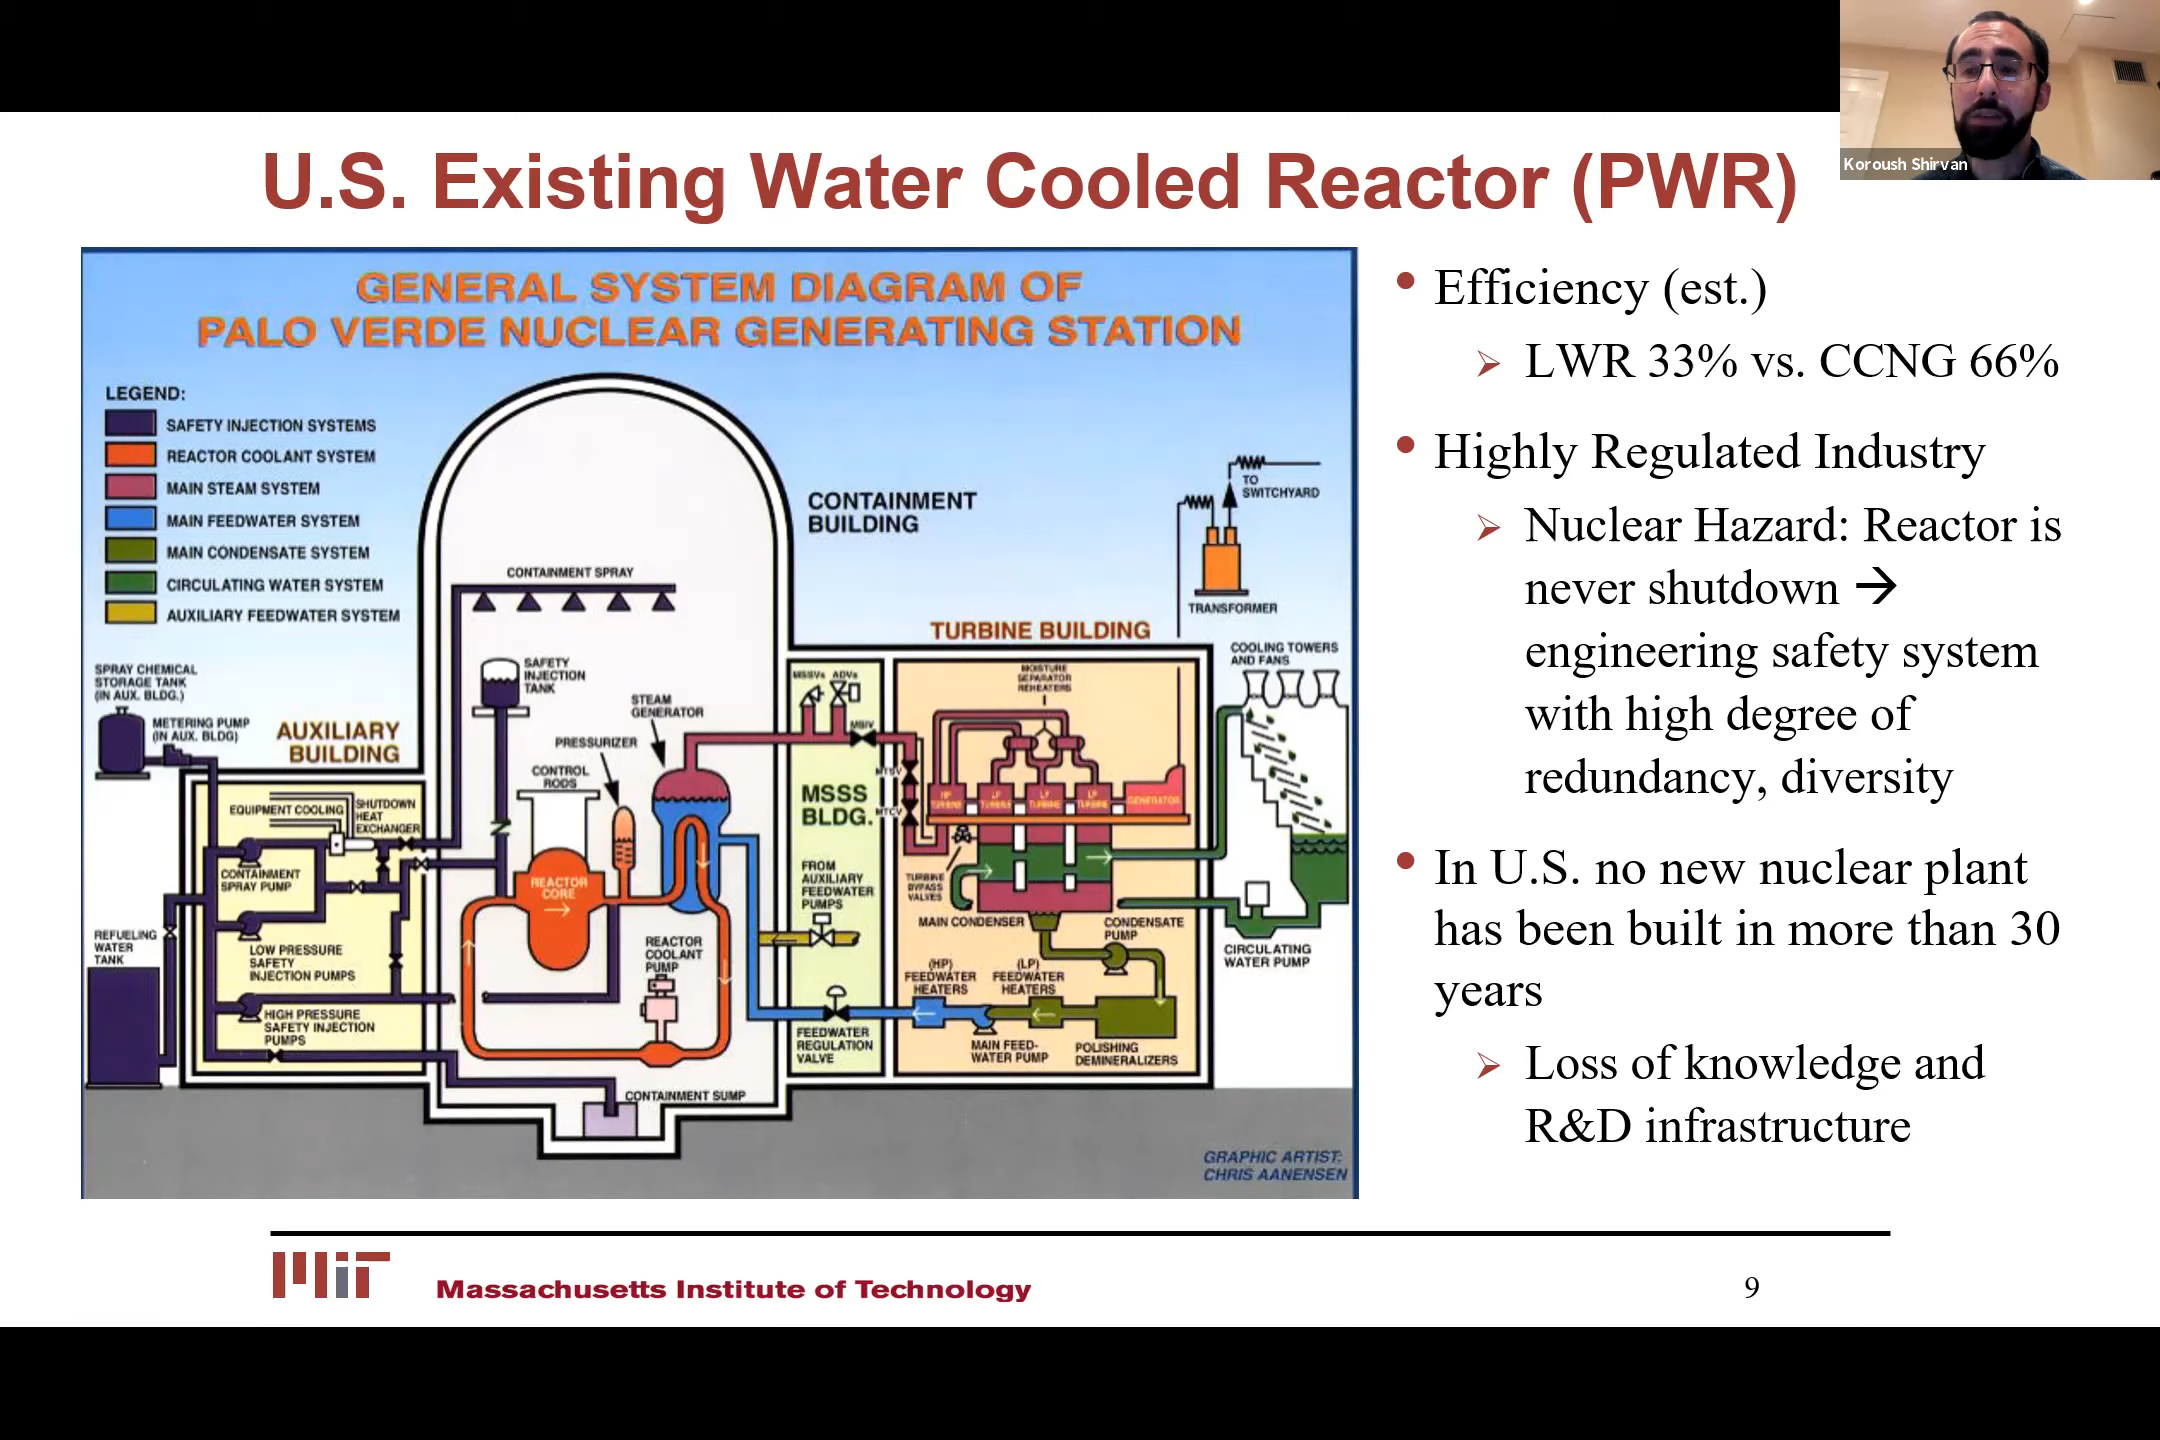 Koroush Shirvan
U.S. Existing Water Cooled Reactor (PWR)
GENERAL SYSTEM DIAGRAM OF
PALO VERDE NUCLEAR GENERATING STATION
LEGEND:
SAFETY INJECTION SYSTEMS
REACTOR COOLANT SYSTEM
MAIN STEAM SYSTEM
MAIN FEEDWATER SYSTEM
MAIN CONDENSATE SYSTEM
CIRCULATING WATER SYSTEM
AUXILIARY FEEDWATER SYSTEM
CONTAINMENT
BUILDING
TO
SWITCHYARD
TRANSFORMER
CONTAINMENT SPRAY
TURBINE BUILDING
COOLING TOWERS
AND FANS
SPRAY CHEMICAL
STORAGE TANK
(IN AUX. BLDG.)
METERING PUMP
(IN AUX. BLDG)
AUXILIARY
BUILDING
SAFETY
INJECTION
TANK
STEAM
GENERATOR
PRESSURIZER
CONTROL
RODS
MSSVs ADVs
MSIV
MOISTURE
SEPARATOR
REHEATERS
MTSV
MTCV
MSSS
BLDG.
HP
TURBINE
LP
TURBINE
LP
TURBINE
LP
TURBINE
GENERATOR
EQUIPMENT COOLING
SHUTDOWN
HEAT
EXCHANGER
CONTAINMENT
SPRAY PUMP
REACTOR
CORE
FROM
AUXILIARY
FEEDWATER
PUMPS
TURBINE
BYPASS
VALVES
MAIN CONDENSER
CONDENSATE
PUMP
CIRCULATING
WATER PUMP
REFUELING
WATER
TANK
LOW PRESSURE
SAFETY
INJECTION PUMPS
REACTOR
COOLANT
PUMP
(HP)
FEEDWATER
HEATERS
(LP)
FEEDWATER
HEATERS
HIGH PRESSURE
SAFETY INJECTION
PUMPS
FEEDWATER
REGULATION
VALVE
MAIN FEED-
WATER PUMP
POLISHING
DEMINERALIZERS
CONTAINMENT SUMP
GRAPHIC ARTIST:
CHRIS AANENSEN
• Efficiency (est.)
➢ LWR 33% vs. CCNG 66%
• Highly Regulated Industry
➢ Nuclear Hazard: Reactor is
never shutdown →
engineering safety system
with high degree of
redundancy, diversity
• In U.S. no new nuclear plant
has been built in more than 30
years
➢ Loss of knowledge and
R&D infrastructure
MIT
Massachusetts Institute of Technology
9